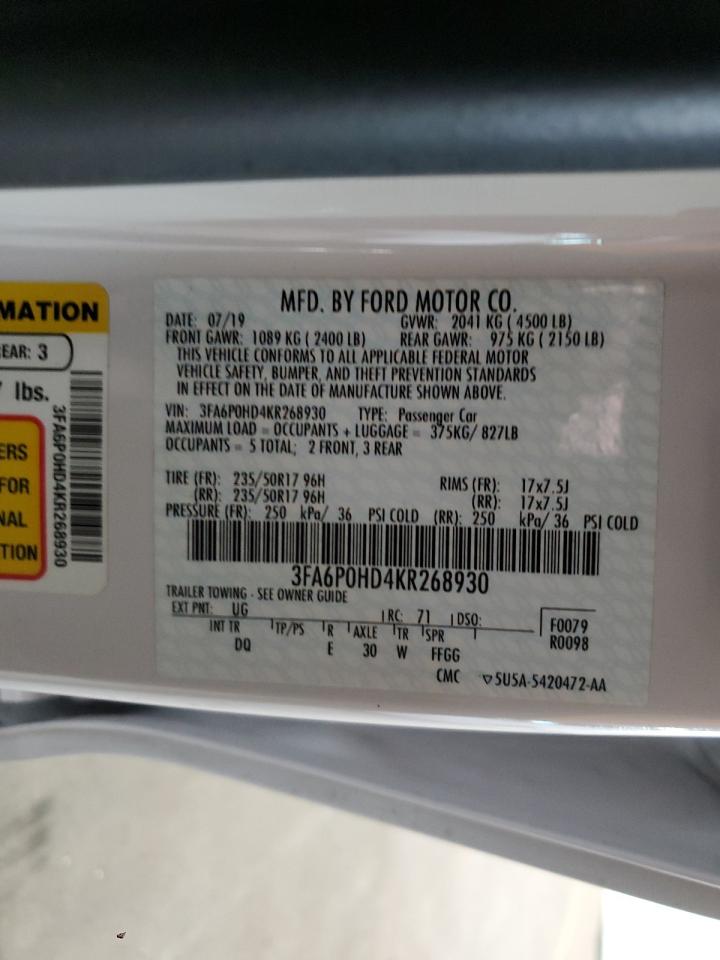 MATION
EAR: 3
lbs.
ERS
FOR
NAL
TION
3FA6P0HD4KR268930
MFD. BY FORD MOTOR CO.
DATE: 07/19 GVWR: 2041 KG ( 4500 LB)
FRONT GAWR: 1089 KG ( 2400 LB) REAR GAWR: 975 KG ( 2150 LB)
THIS VEHICLE CONFORMS TO ALL APPLICABLE FEDERAL MOTOR
VEHICLE SAFETY, BUMPER, AND THEFT PREVENTION STANDARDS
IN EFFECT ON THE DATE OF MANUFACTURE SHOWN ABOVE.
VIN: 3FA6P0HD4KR268930 TYPE: Passenger Car
MAXIMUM LOAD = OCCUPANTS + LUGGAGE = 375KG/ 827LB
OCCUPANTS = 5 TOTAL; 2 FRONT, 3 REAR
TIRE (FR): 235/50R17 96H RIMS (FR): 17x7.5J
(RR): 235/50R17 96H (RR): 17x7.5J
PRESSURE (FR): 250 kPa/ 36 PSI COLD (RR): 250 kPa/ 36 PSI COLD
3FA6P0HD4KR268930
TRAILER TOWING - SEE OWNER GUIDE
EXT PNT: UG RC: 71 DSO: F0079
INT TR TP/PS R AXLE TR SPR R0098
DQ E 30 W FFGG
CMC ▽5U5A-5420472-AA